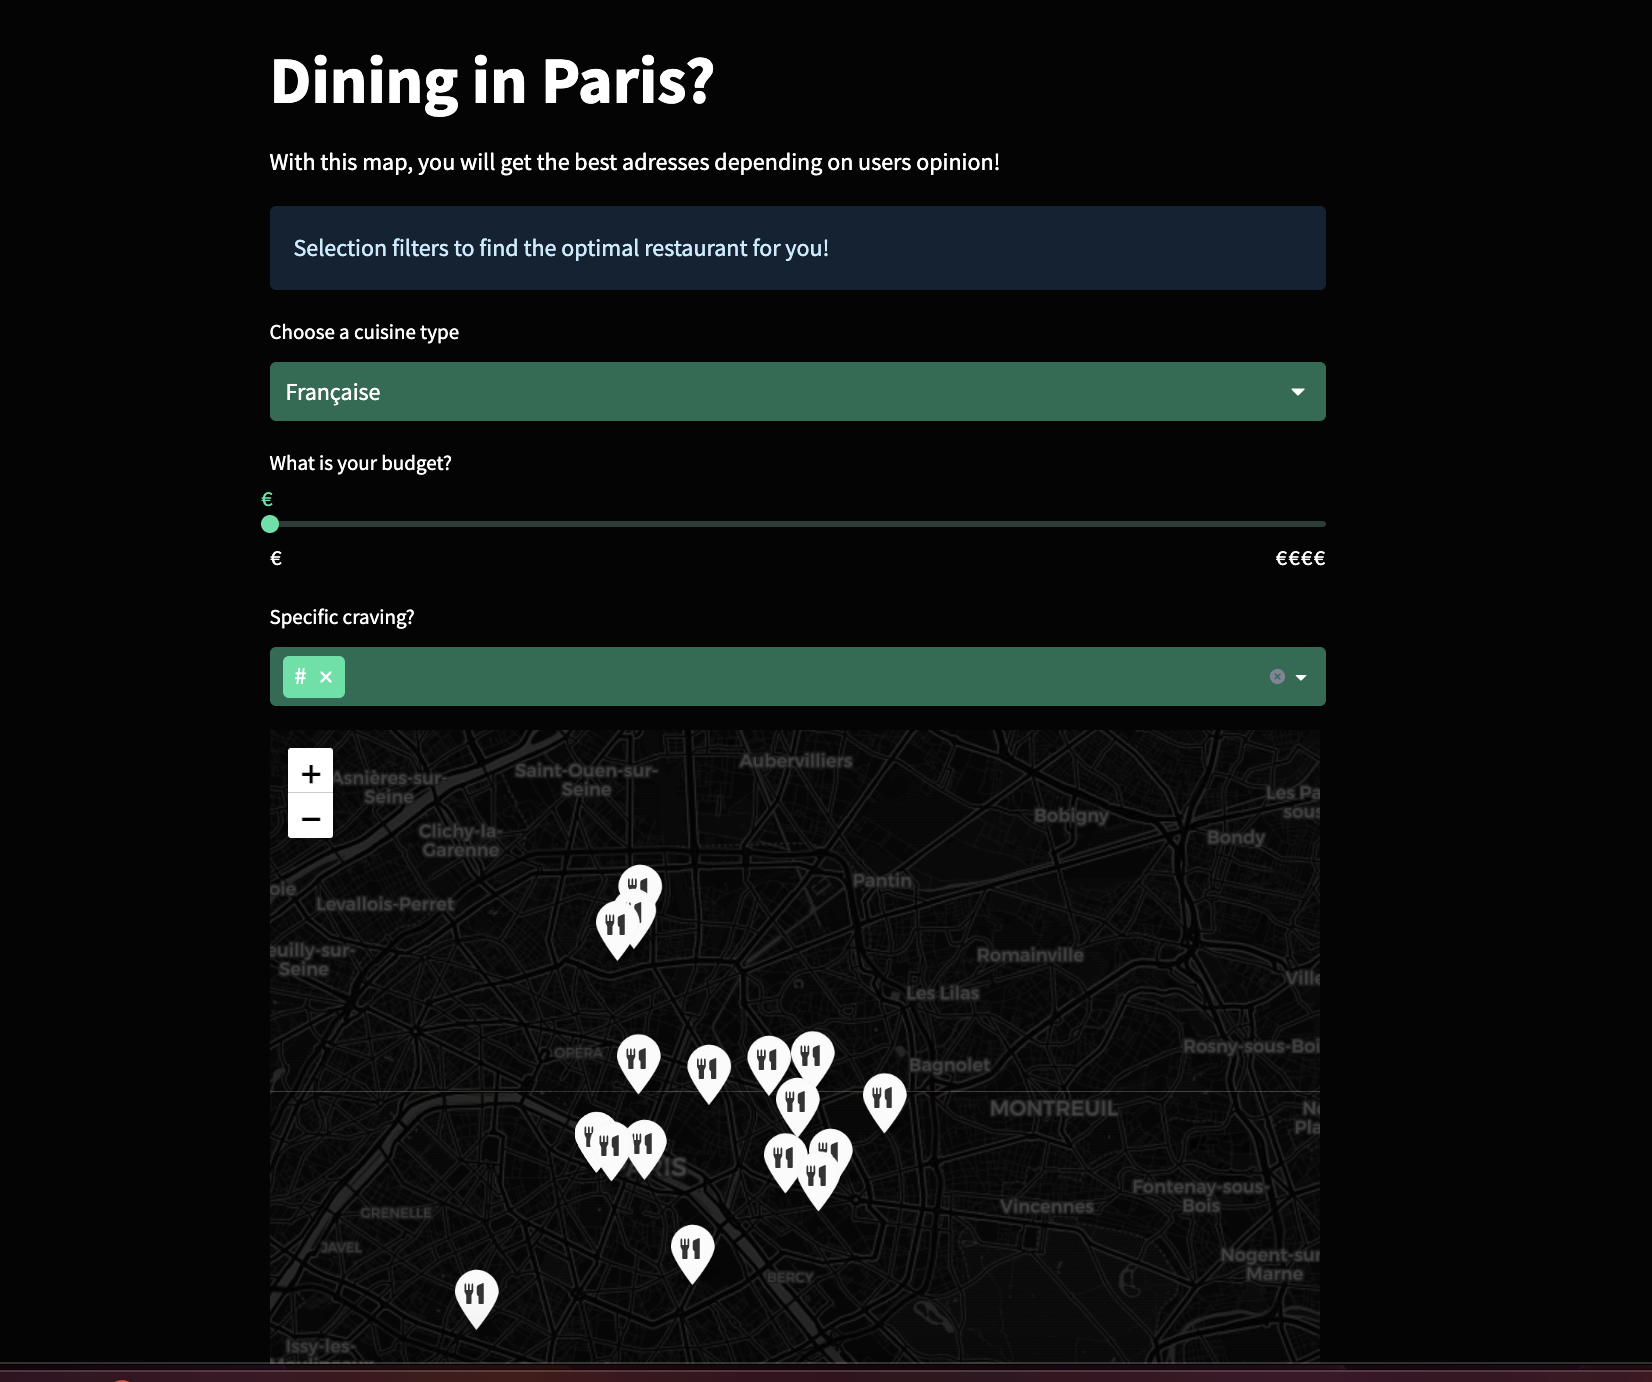 Dining in Paris?
With this map, you will get the best adresses depending on users opinion!
Selection filters to find the optimal restaurant for you!
Choose a cuisine type
Française
What is your budget?
€
€
€€€€
Specific craving?
# ×
+
−
Asnières-sur-
Seine
Saint-Ouen-sur-
Seine
Aubervilliers
Les Pa
sous
Bobigny
Bondy
Clichy-la-
Garenne
Pantin
oie
Levallois-Perret
euilly-sur-
Seine
Romainville
Ville
Les Lilas
OPÉRA
Rosny-sous-Boi
Bagnolet
MONTREUIL
N
Pla
RIS
Fontenay-sous-
Bois
Vincennes
GRENELLE
JAVEL
Nogent-sur
Marne
BERCY
Issy-les-